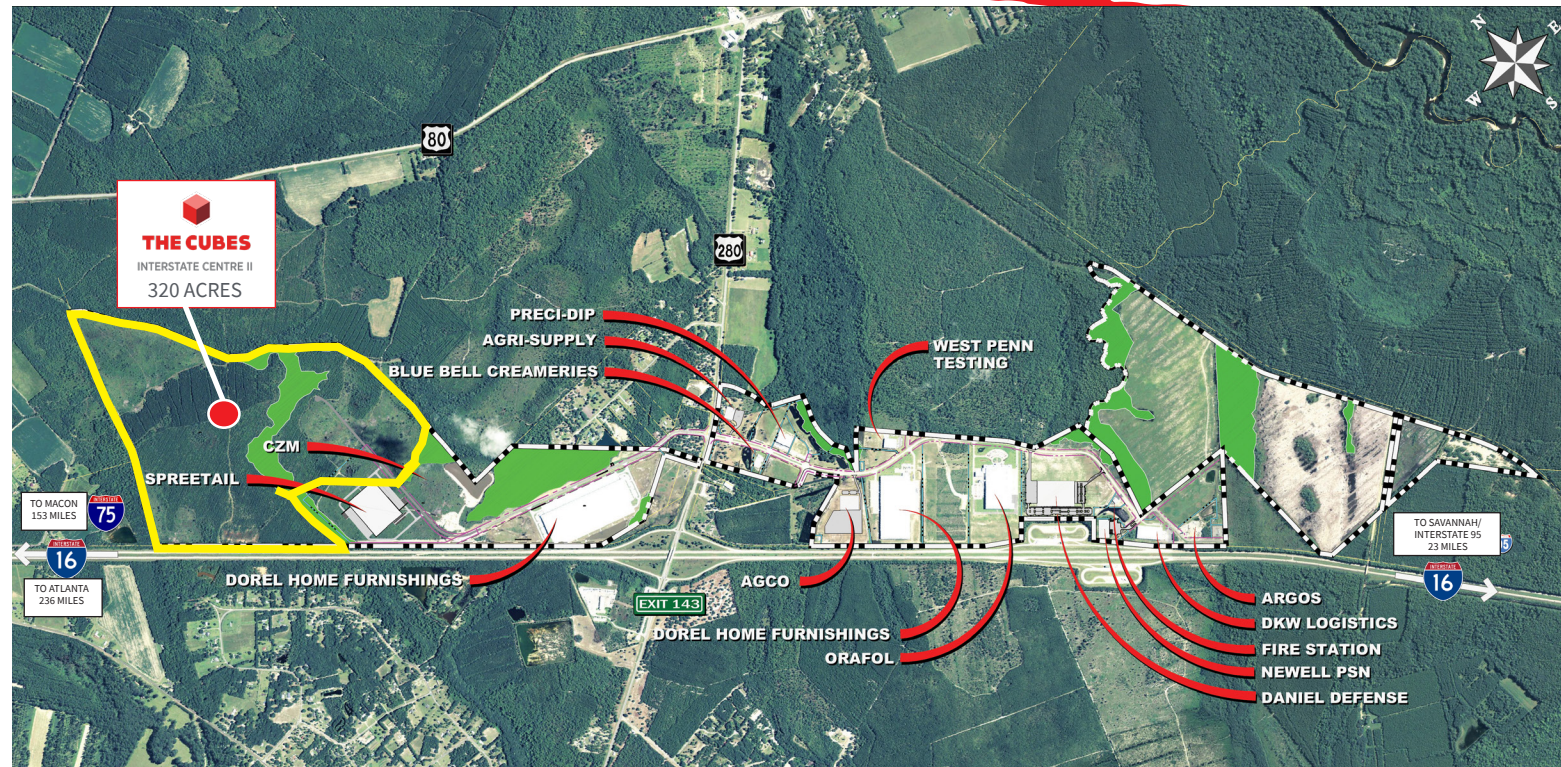 N
E
W
S
80
THE CUBES
INTERSTATE CENTRE II
320 ACRES
280
PRECI-DIP
AGRI-SUPPLY
BLUE BELL CREAMERIES
WEST PENN
TESTING
CZM
SPREETAIL
TO MACON
153 MILES
INTERSTATE
75
INTERSTATE
16
TO ATLANTA
236 MILES
DOREL HOME FURNISHINGS
EXIT 143
AGCO
DOREL HOME FURNISHINGS
ORAFOL
TO SAVANNAH/
INTERSTATE 95
23 MILES
INTERSTATE
16
ARGOS
DKW LOGISTICS
FIRE STATION
NEWELL PSN
DANIEL DEFENSE